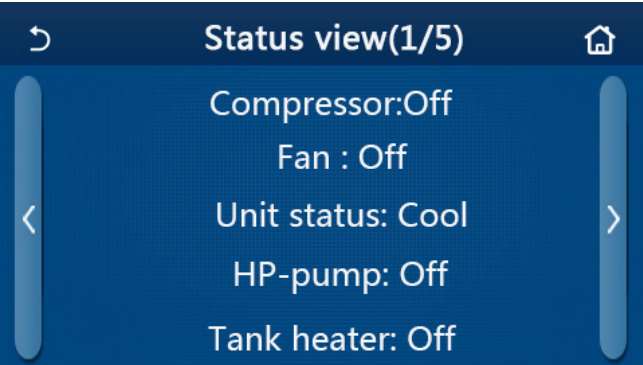 Status view(1/5)
Compressor:Off
Fan : Off
Unit status: Cool
HP-pump: Off
Tank heater: Off